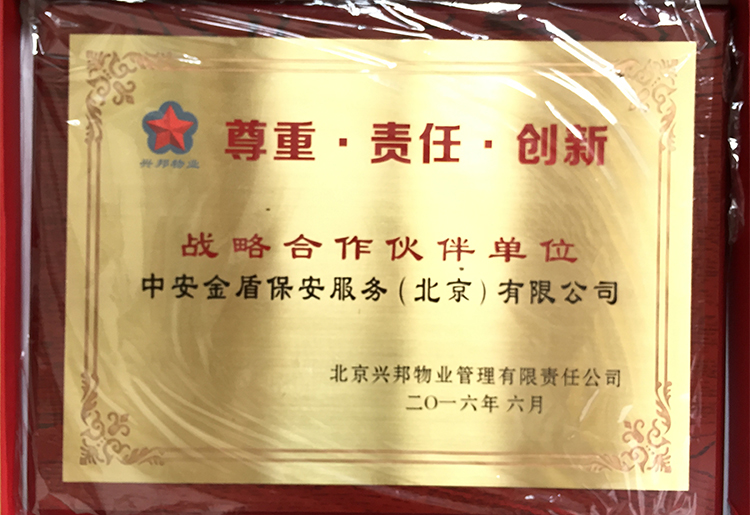 尊重·责任·创新
兴邦物业
战略合作伙伴单位
中安金盾保安服务(北京)有限公司
北京兴邦物业管理有限责任公司
二〇一六年六月